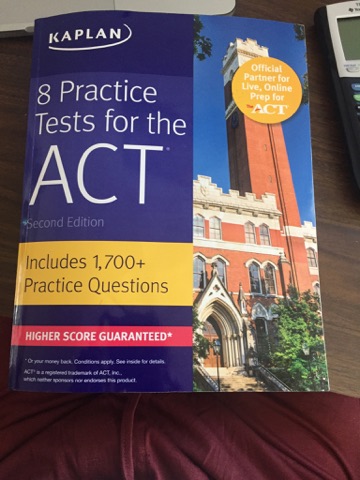 KAPLAN
8 Practice
Tests for the
ACT®
Second Edition
Official
Partner for
Live, Online
Prep for
The ACT
Includes 1,700+
Practice Questions
HIGHER SCORE GUARANTEED*
* Or your money back. Conditions apply. See inside for details.
ACT® is a registered trademark of ACT, Inc.,
which neither sponsors nor endorses this product.